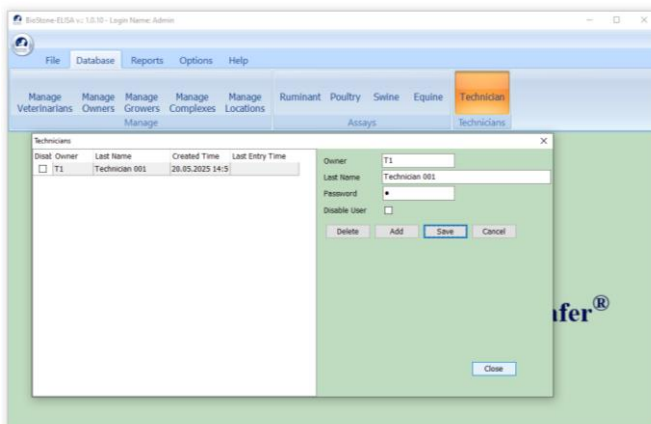 BioStone-ELISA v.: 1.0.10 - Login Name: Admin
File Database Reports Options Help
Manage Veterinarians
Manage Owners
Manage Growers
Manage Complexes
Manage Locations
Ruminant Poultry Swine Equine Technician
Manage Assays Technicians
Technicians
Disal Owner Last Name Created Time Last Entry Time
T1 Technician 001 20.05.2025 14:5
Owner T1
Last Name Technician 001
Password
Disable User
Delete Add Save Cancel
afer®
Close